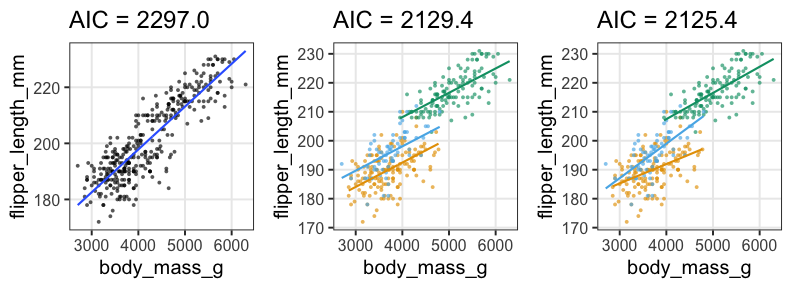 AIC = 2297.0
flipper_length_mm
220
200
180
3000 4000 5000 6000
body_mass_g
AIC = 2129.4
flipper_length_mm
230
220
210
200
190
180
170
3000 4000 5000 6000
body_mass_g
AIC = 2125.4
flipper_length_mm
230
220
210
200
190
180
170
3000 4000 5000 6000
body_mass_g